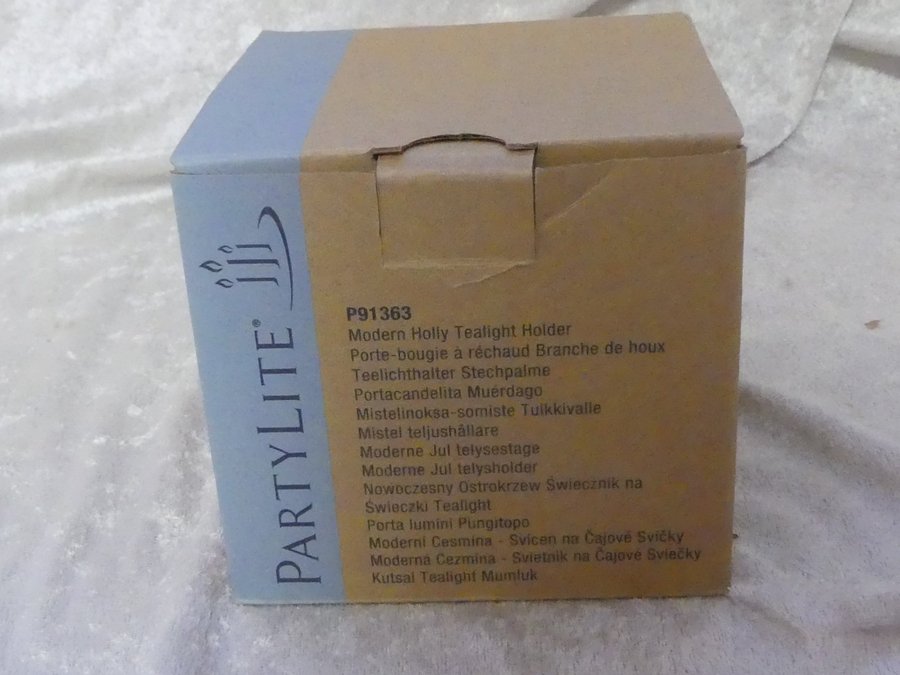 PARTYLITE®
P91363
Modern Holly Tealight Holder
Porte-bougie à réchaud Branche de houx
Teelichthalter Stechpalme
Portacandelita Muérdago
Mistelinoksa-somiste Tuikkivalle
Mistel teljushållare
Moderne Jul telysestage
Moderne Jul telysholder
Nowoczesny Ostrokrzew Świecznik na
Świeczki Tealight
Porta lumini Pungitopo
Moderní Cesmína - Svícen na Čajové Svíčky
Moderná Cezmína - Svietnik na Čajové Sviečky
Kutsal Tealight Mumluk